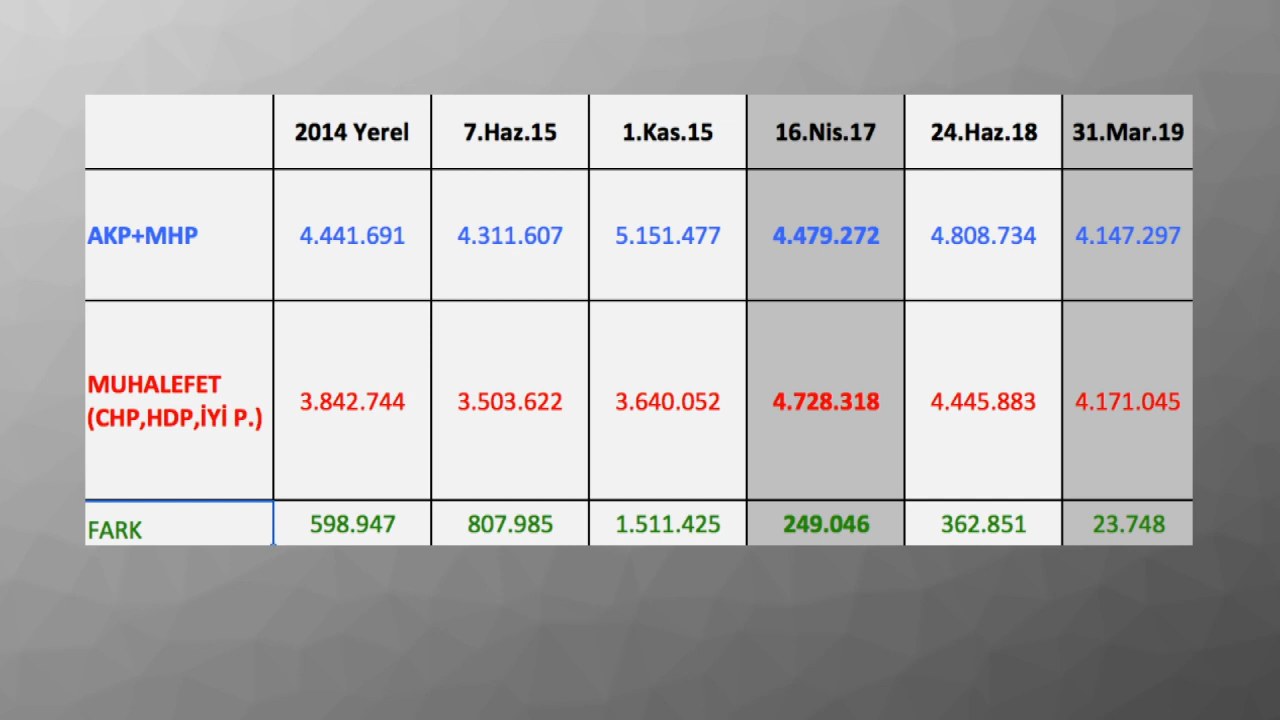 2014 Yerel 7.Haz.15 1.Kas.15 16.Nis.17 24.Haz.18 31.Mar.19
AKP+MHP 4.441.691 4.311.607 5.151.477 4.479.272 4.808.734 4.147.297
MUHALEFET
(CHP,HDP,İYİ P.) 3.842.744 3.503.622 3.640.052 4.728.318 4.445.883 4.171.045
FARK 598.947 807.985 1.511.425 249.046 362.851 23.748